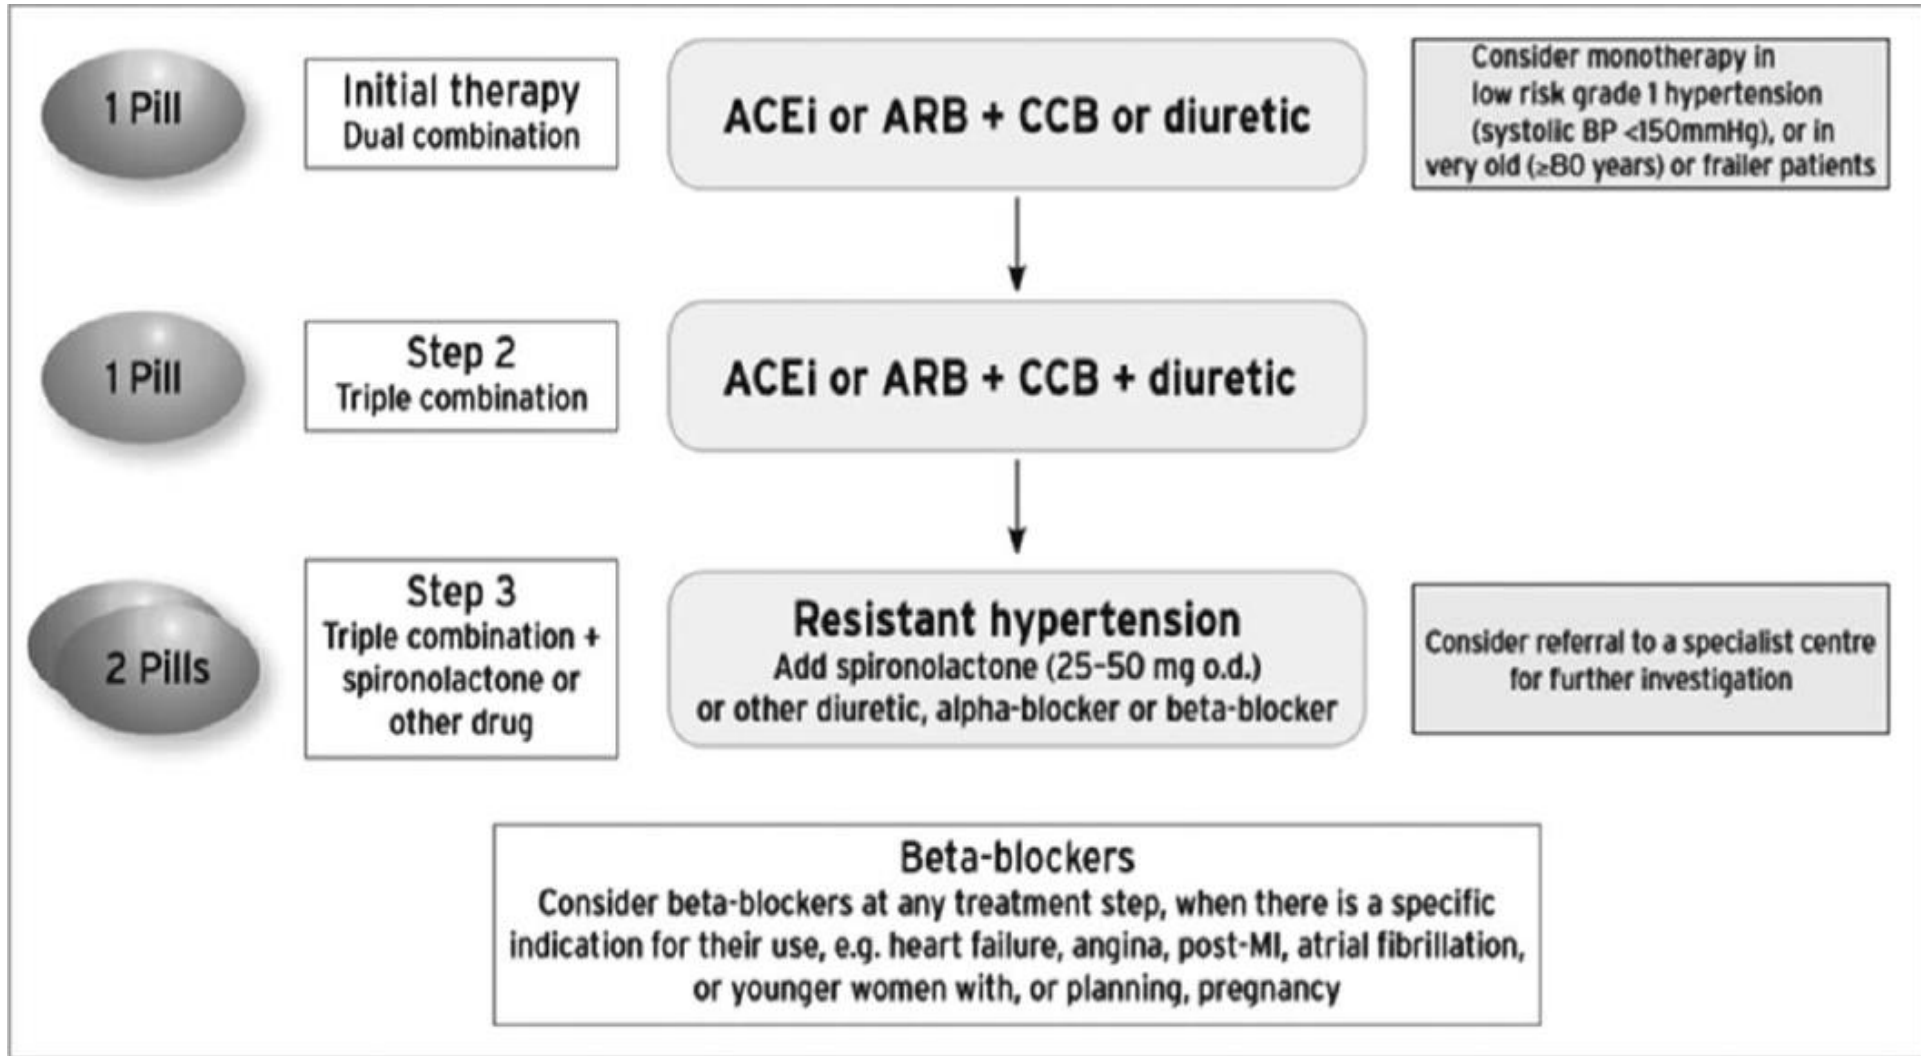 1 Pill
Initial therapy
Dual combination
ACEi or ARB + CCB or diuretic
Consider monotherapy in
low risk grade 1 hypertension
(systolic BP <150mmHg), or in
very old (≥80 years) or frailer patients
1 Pill
Step 2
Triple combination
ACEi or ARB + CCB + diuretic
2 Pills
Step 3
Triple combination +
spironolactone or
other drug
Resistant hypertension
Add spironolactone (25-50 mg o.d.)
or other diuretic, alpha-blocker or beta-blocker
Consider referral to a specialist centre
for further investigation
Beta-blockers
Consider beta-blockers at any treatment step, when there is a specific
indication for their use, e.g. heart failure, angina, post-MI, atrial fibrillation,
or younger women with, or planning, pregnancy